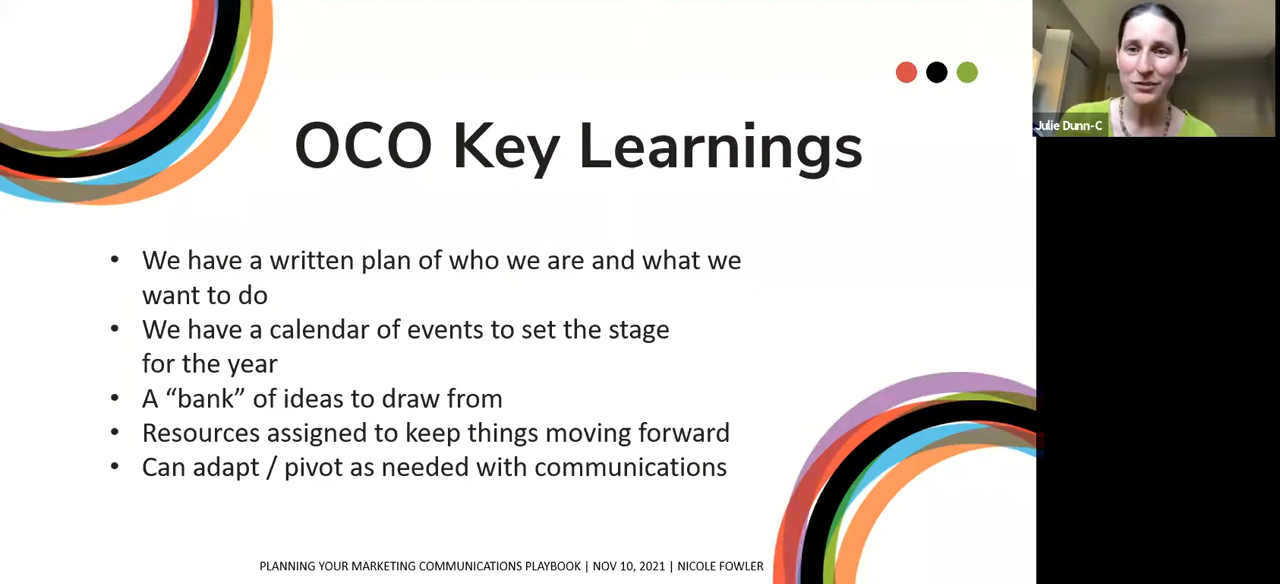 Julie Dunn-C
OCO Key Learnings
• We have a written plan of who we are and what we
want to do
• We have a calendar of events to set the stage
for the year
• A “bank” of ideas to draw from
• Resources assigned to keep things moving forward
• Can adapt / pivot as needed with communications
PLANNING YOUR MARKETING COMMUNICATIONS PLAYBOOK | NOV 10, 2021 | NICOLE FOWLER